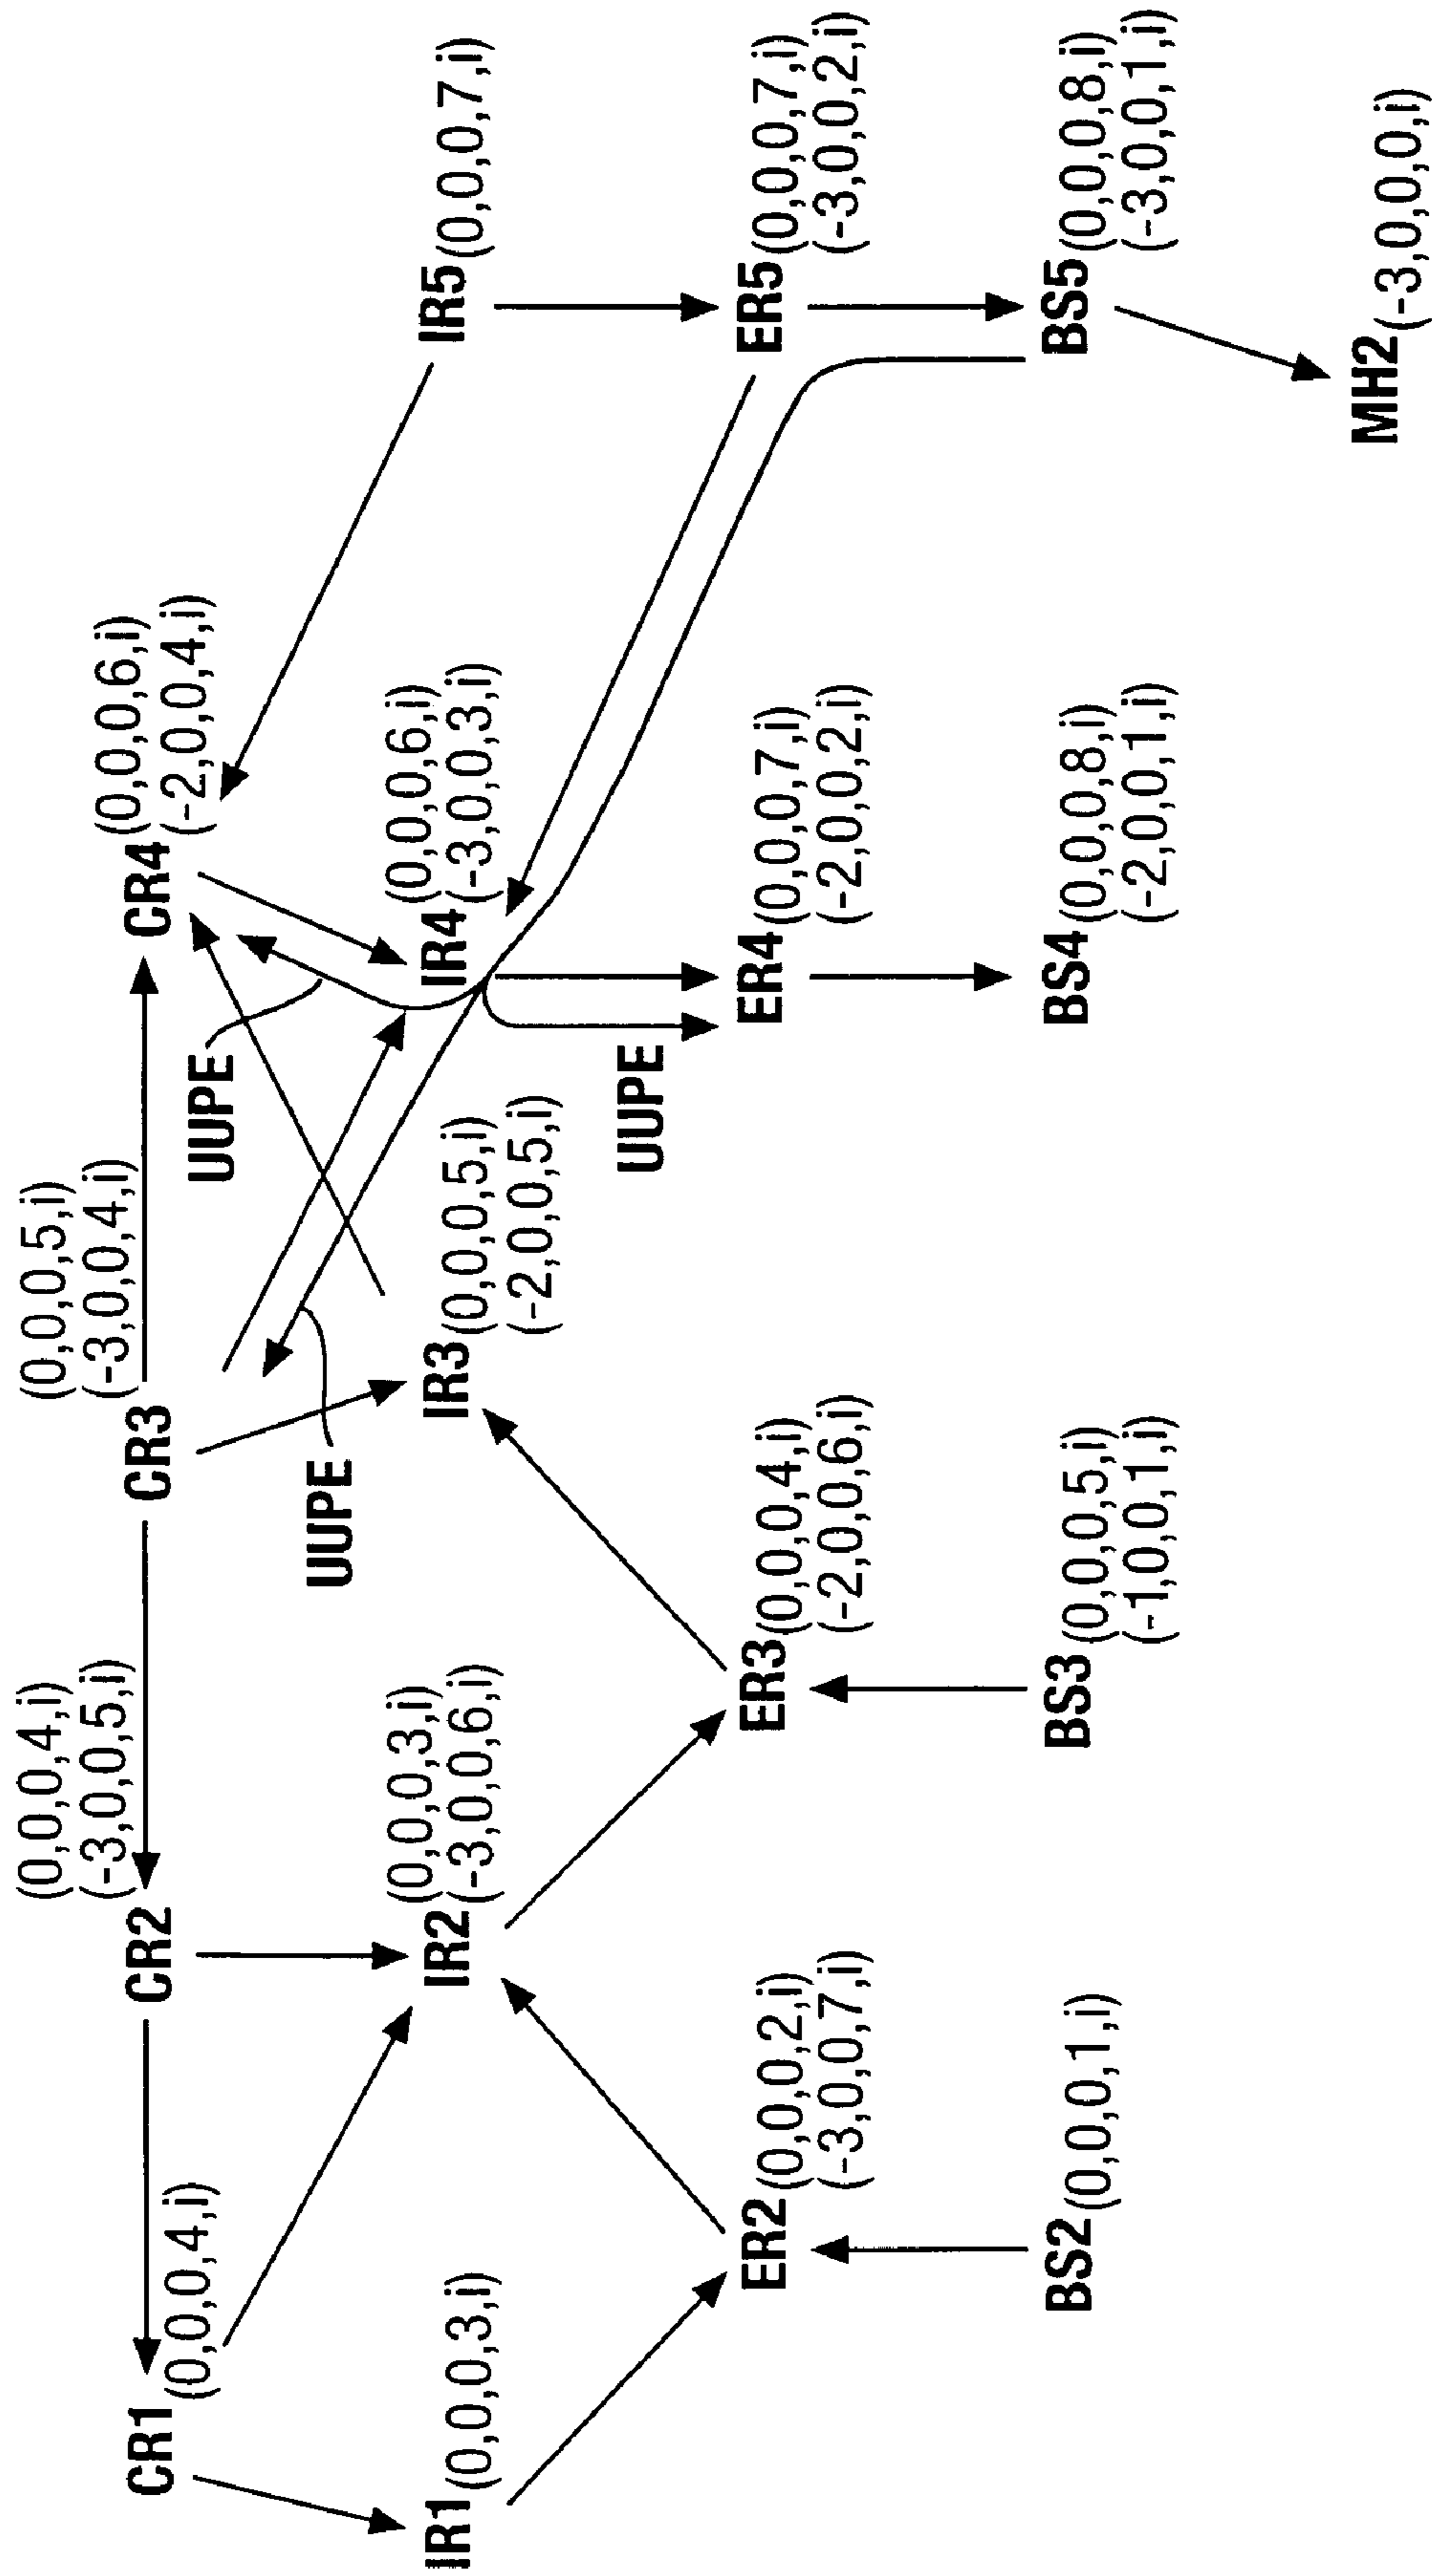 CR1
(0,0,0,4,i)
CR2
(0,0,0,4,i)
(-3,0,0,5,i)
CR3
(0,0,0,5,i)
(-3,0,0,4,i)
CR4
(0,0,0,6,i)
(-2,0,0,4,i)
UUPE
UUPE
IR1
(0,0,0,3,i)
IR2
(0,0,0,3,i)
(-3,0,0,6,i)
IR3
(0,0,0,5,i)
(-2,0,0,5,i)
IR4
(0,0,0,6,i)
(-3,0,0,3,i)
IR5
(0,0,0,7,i)
UUPE
ER2
(0,0,0,2,i)
(-3,0,0,7,i)
ER3
(0,0,0,4,i)
(-2,0,0,6,i)
ER4
(0,0,0,7,i)
(-2,0,0,2,i)
ER5
(0,0,0,7,i)
(-3,0,0,2,i)
BS2
(0,0,0,1,i)
BS3
(0,0,0,5,i)
(-1,0,0,1,i)
BS4
(0,0,0,8,i)
(-2,0,0,1,i)
BS5
(0,0,0,8,i)
(-3,0,0,1,i)
MH2
(-3,0,0,0,i)